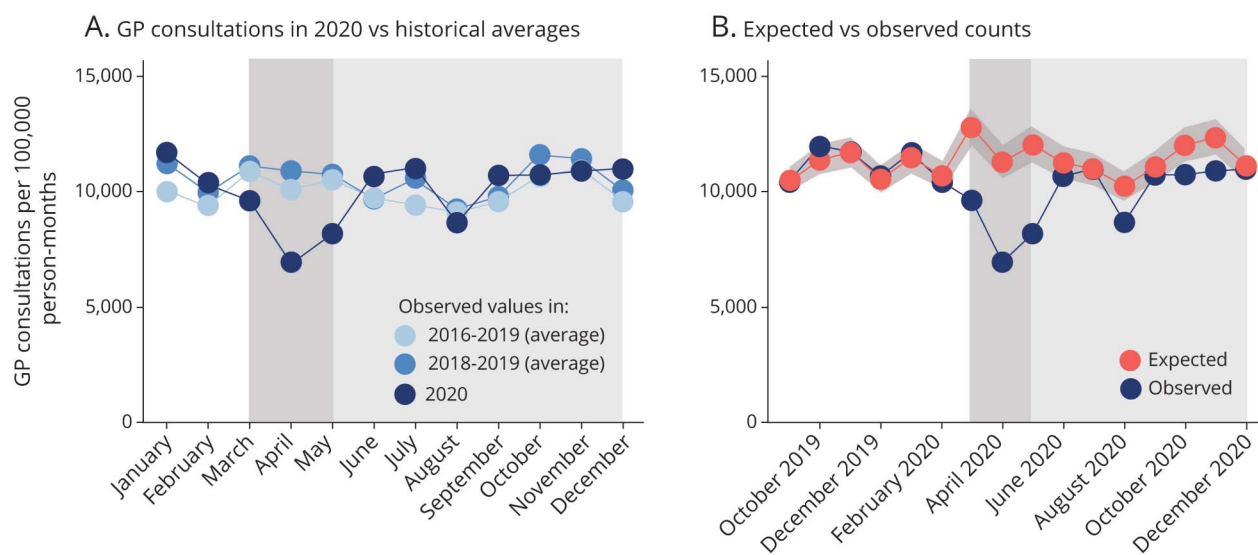 A. GP consultations in 2020 vs historical averages
GP consultations per 100,000
person-months
15,000
10,000
5,000
0
Observed values in:
2016-2019 (average)
2018-2019 (average)
2020
January
February
March
April
May
June
July
August
September
October
November
December
B. Expected vs observed counts
15,000
10,000
5,000
0
Expected
Observed
October 2019
December 2019
February 2020
April 2020
June 2020
August 2020
October 2020
December 2020